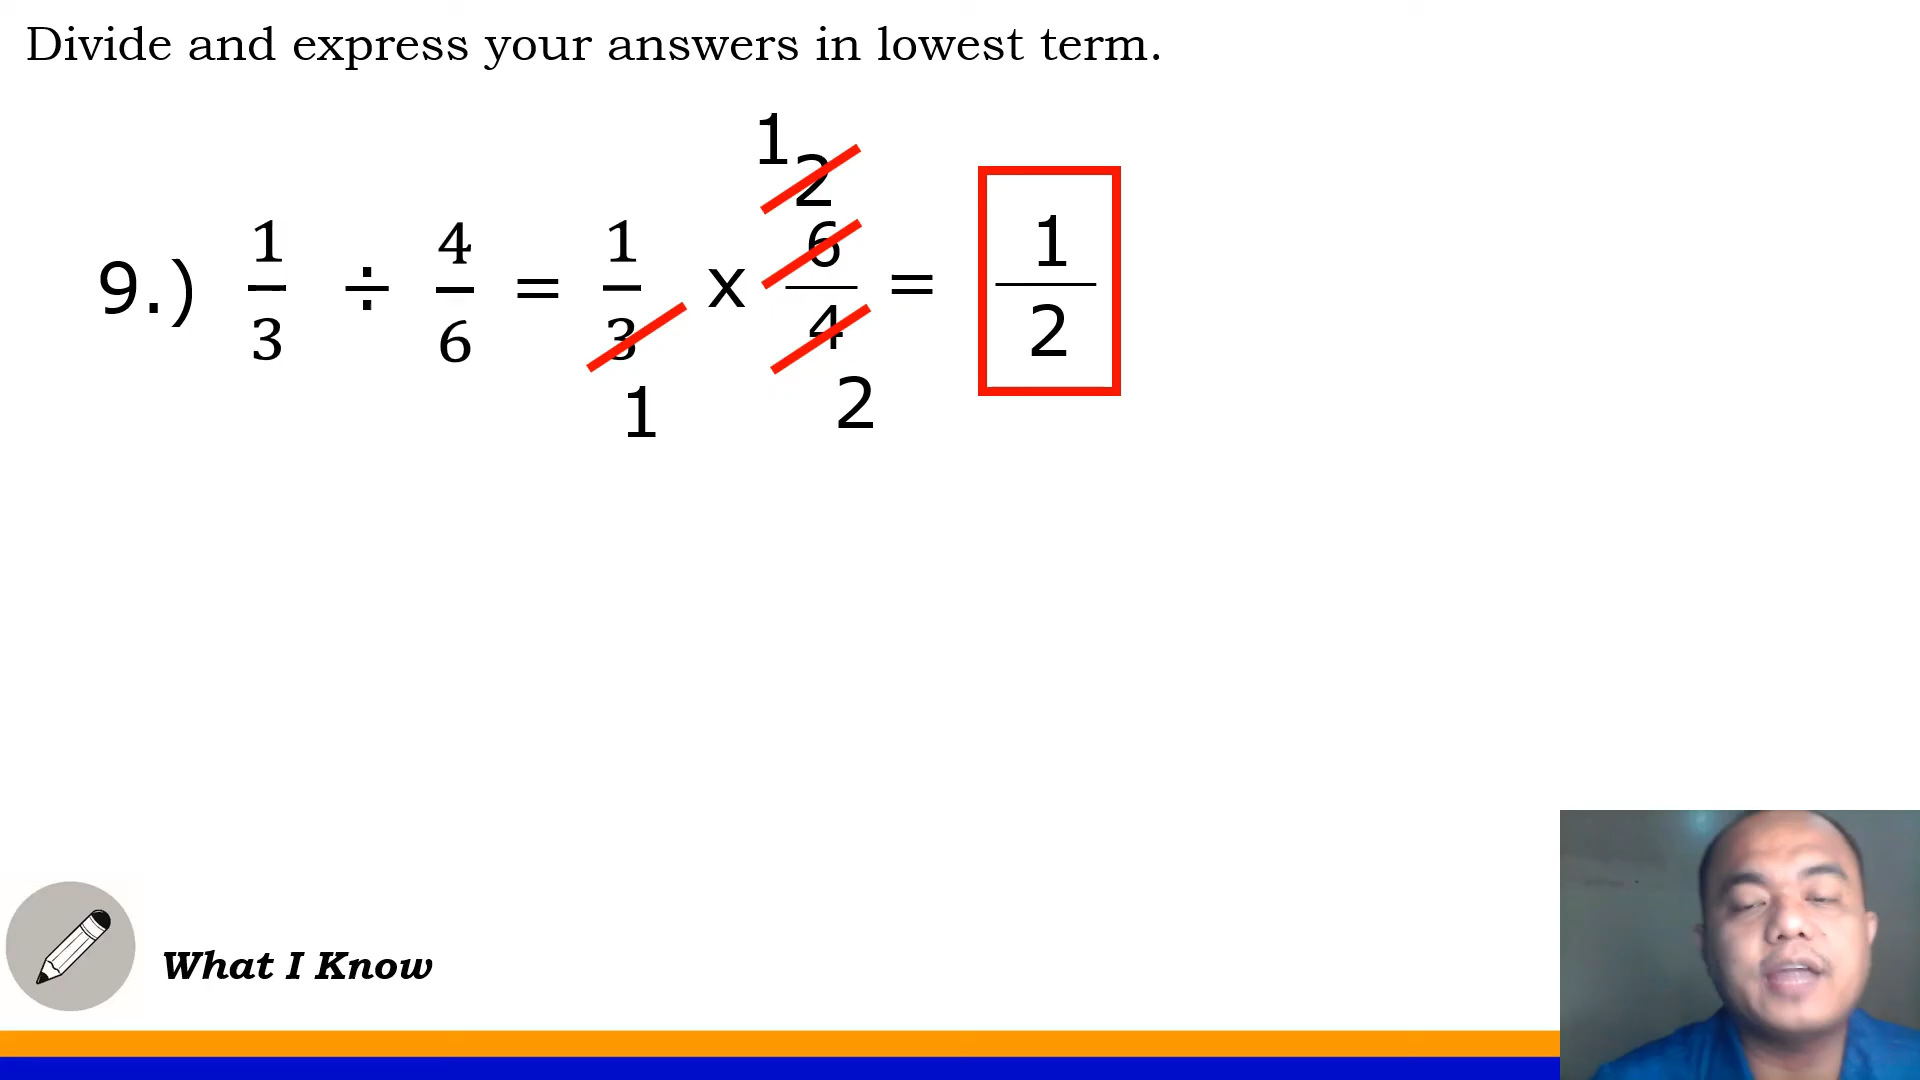 Divide and express your answers in lowest term.
1
2
9.) 1/3 ÷ 4/6 = 1/3 x 6/4 = 1/2
1 2
What I Know